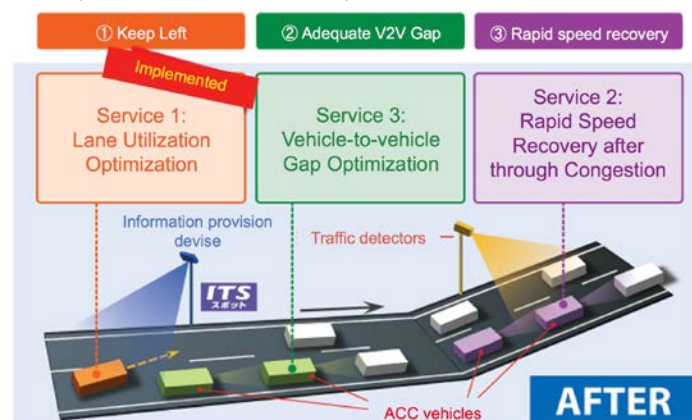 ① Keep Left
② Adequate V2V Gap
③ Rapid speed recovery
Implemented
Service 1:
Lane Utilization
Optimization
Service 3:
Vehicle-to-vehicle
Gap Optimization
Service 2:
Rapid Speed
Recovery after
through Congestion
Information provision
devise
Traffic detectors
ITS
スポット
ACC vehicles
AFTER